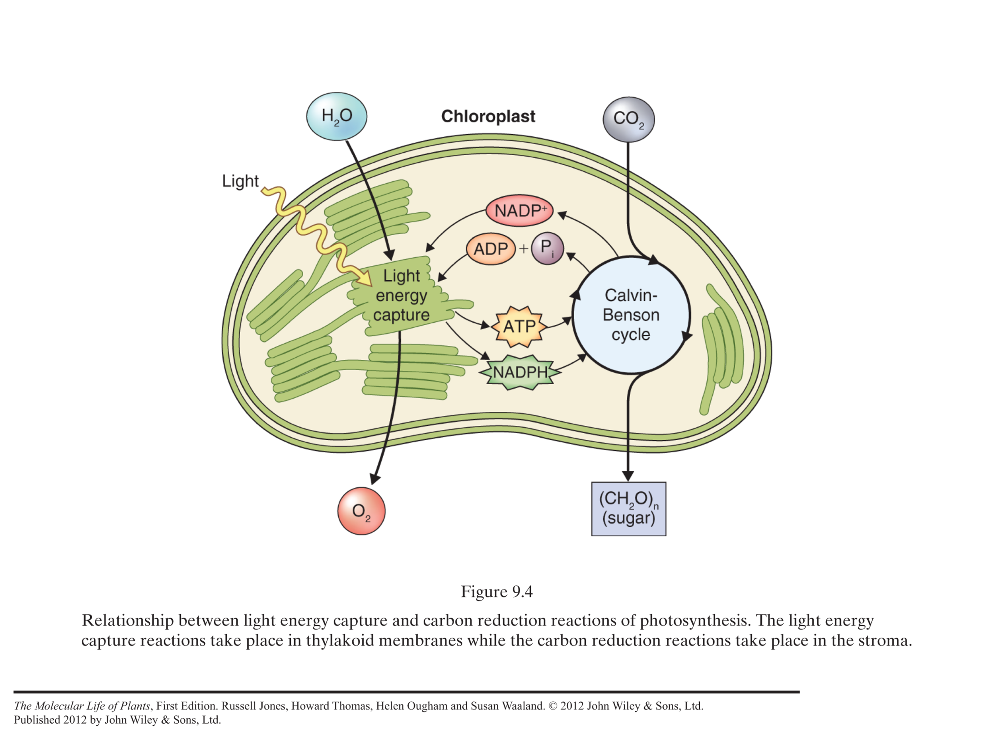 H₂O
Chloroplast
CO₂
Light
NADP⁺
ADP + Pᵢ
Light
energy
capture
Calvin-
Benson
cycle
ATP
NADPH
O₂
(CH₂O)ₙ
(sugar)
Figure 9.4
Relationship between light energy capture and carbon reduction reactions of photosynthesis. The light energy
capture reactions take place in thylakoid membranes while the carbon reduction reactions take place in the stroma.
The Molecular Life of Plants, First Edition. Russell Jones, Howard Thomas, Helen Ougham and Susan Waaland. © 2012 John Wiley & Sons, Ltd.
Published 2012 by John Wiley & Sons, Ltd.